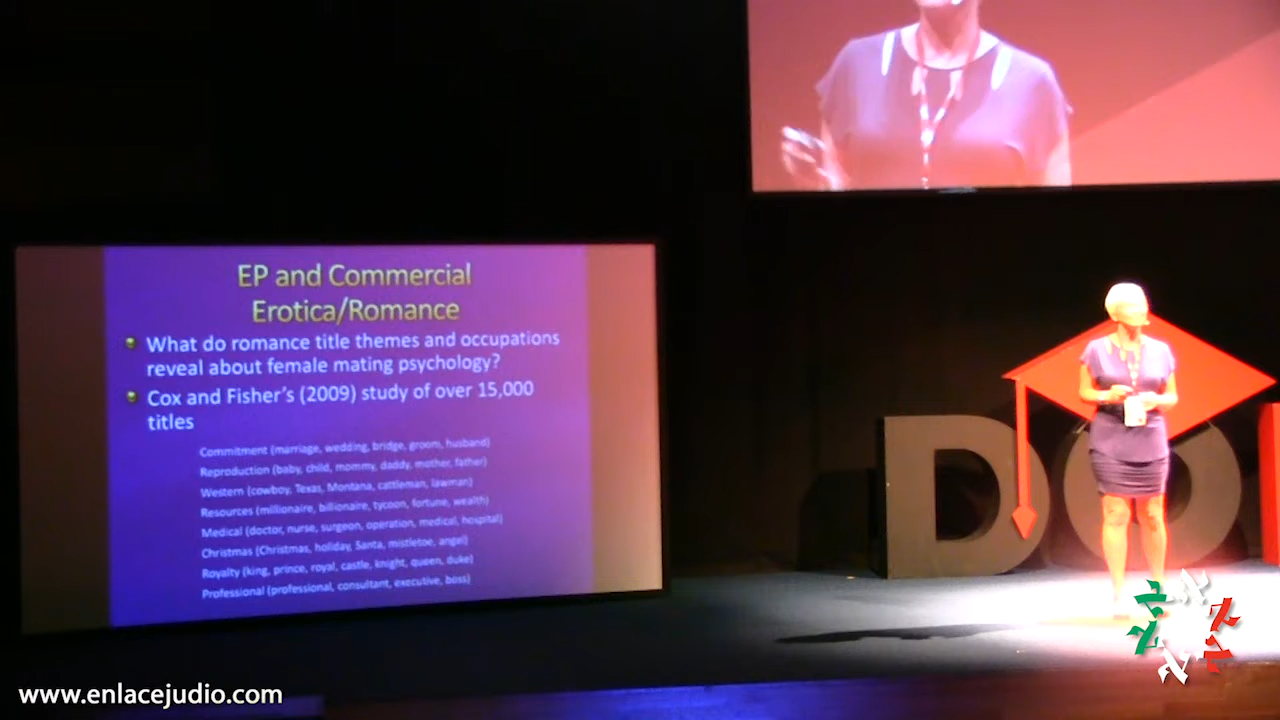 EP and Commercial
Erotica/Romance
What do romance title themes and occupations
reveal about female mating psychology?
Cox and Fisher's (2009) study of over 15,000
titles
Commitment (marriage, wedding, bridge, groom, husband)
Reproduction (baby, child, mommy, daddy, mother, father)
Western (cowboy, Texas, Montana, cattleman, lawman)
Resources (millionaire, billionaire, tycoon, fortune, wealth)
Medical (doctor, nurse, surgeon, operation, medical, hospital)
Christmas (Christmas, holiday, Santa, mistletoe, angel)
Royalty (king, prince, royal, castle, knight, queen, duke)
Professional (professional, consultant, executive, boss)
DO
www.enlacejudio.com